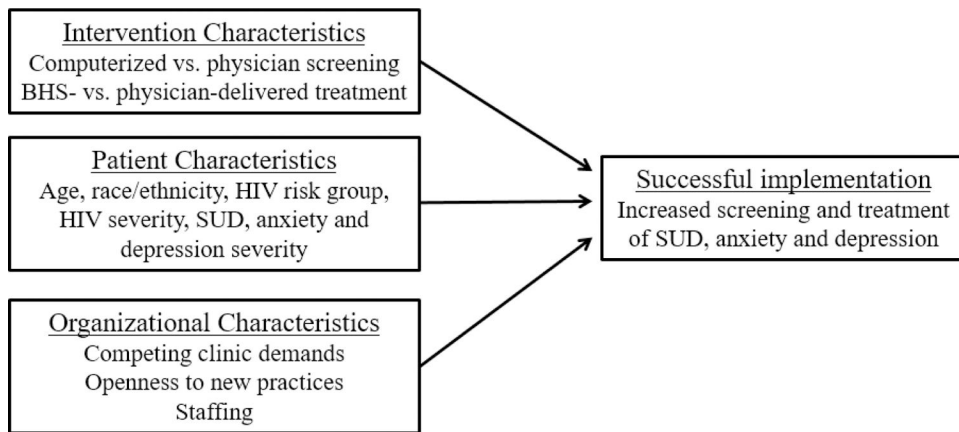 Intervention Characteristics
Computerized vs. physician screening
BHS- vs. physician-delivered treatment
Patient Characteristics
Age, race/ethnicity, HIV risk group,
HIV severity, SUD, anxiety and
depression severity
Organizational Characteristics
Competing clinic demands
Openness to new practices
Staffing
Successful implementation
Increased screening and treatment
of SUD, anxiety and depression